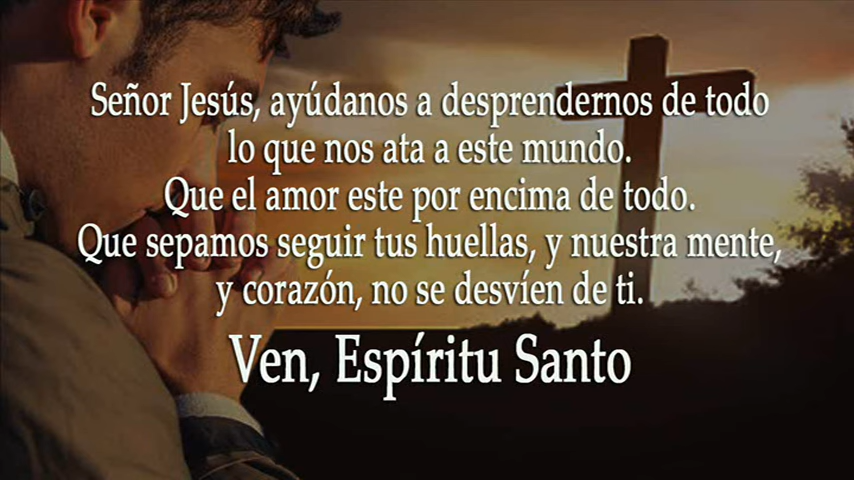 Señor Jesús, ayúdanos a desprendernos de todo
lo que nos ata a este mundo.
Que el amor este por encima de todo.
Que sepamos seguir tus huellas, y nuestra mente,
y corazón, no se desvíen de ti.
Ven, Espíritu Santo